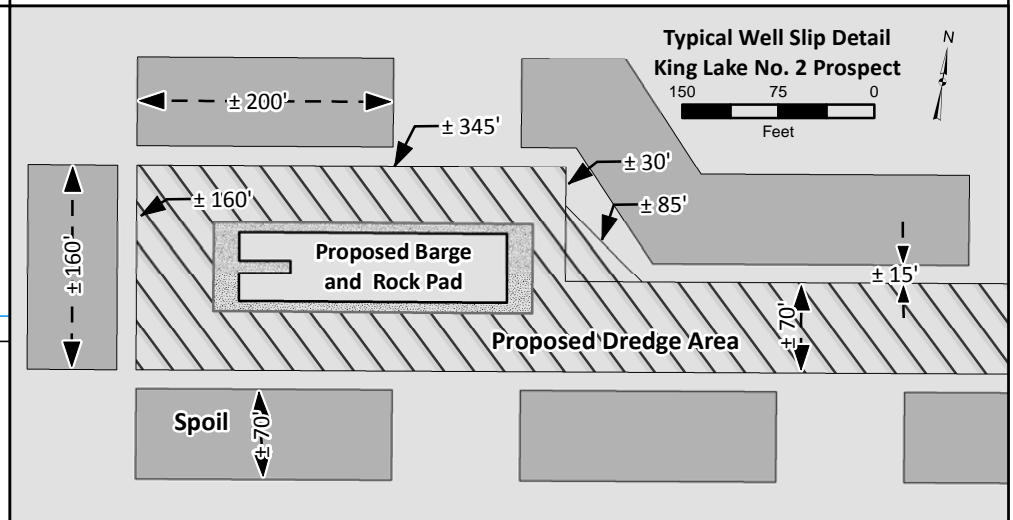 Typical Well Slip Detail
King Lake No. 2 Prospect
N
150 75 0
Feet
± 200'
± 345'
± 30'
± 160'
± 85'
± 160'
Proposed Barge
and Rock Pad
± 15'
± 70'
Proposed Dredge Area
Spoil
± 70'